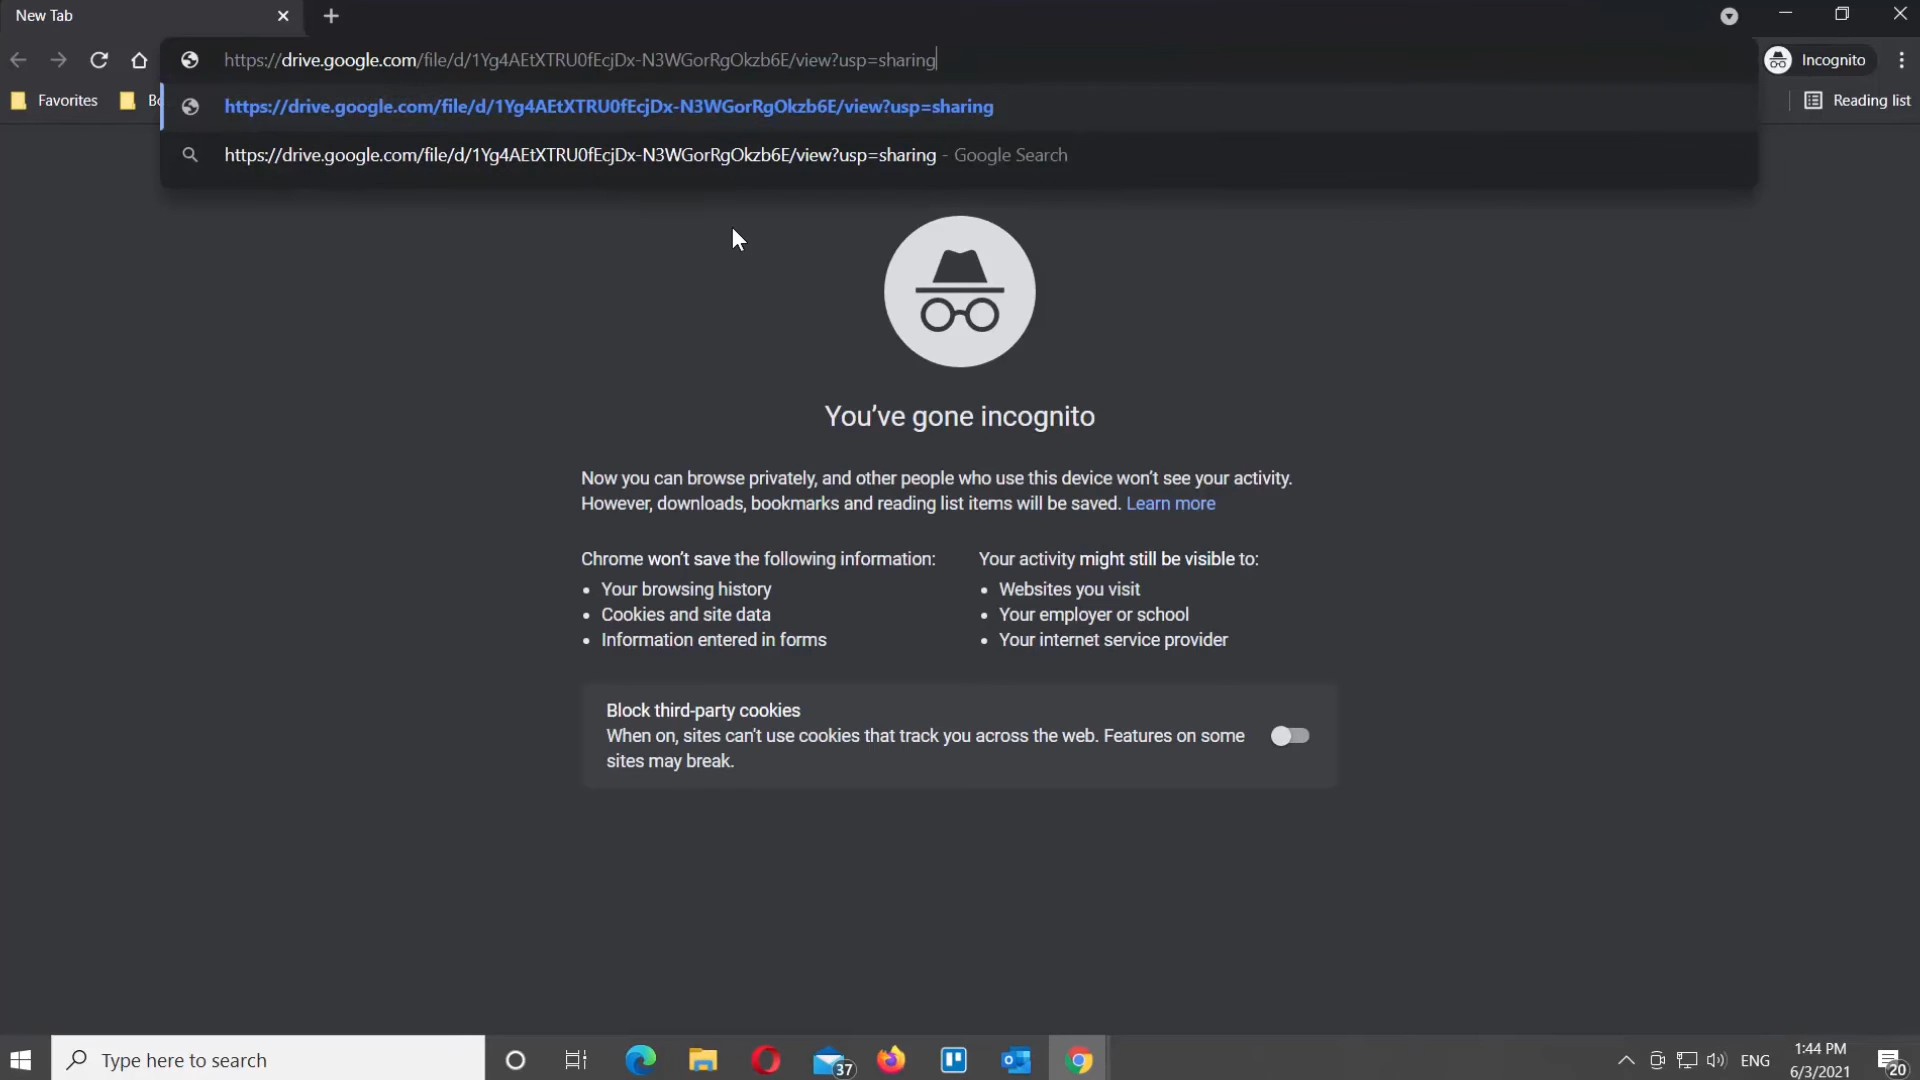 New Tab
https://drive.google.com/file/d/1Yg4AEtXTRU0fEcjDx-N3WGorRgOkzb6E/view?usp=sharing
Incognito
Favorites
https://drive.google.com/file/d/1Yg4AEtXTRU0fEcjDx-N3WGorRgOkzb6E/view?usp=sharing
Reading list
https://drive.google.com/file/d/1Yg4AEtXTRU0fEcjDx-N3WGorRgOkzb6E/view?usp=sharing - Google Search
You've gone incognito
Now you can browse privately, and other people who use this device won't see your activity.
However, downloads, bookmarks and reading list items will be saved. Learn more
Chrome won't save the following information:
• Your browsing history
• Cookies and site data
• Information entered in forms
Your activity might still be visible to:
• Websites you visit
• Your employer or school
• Your internet service provider
Block third-party cookies
When on, sites can't use cookies that track you across the web. Features on some
sites may break.
Type here to search
37
ENG
1:44 PM
6/3/2021
20